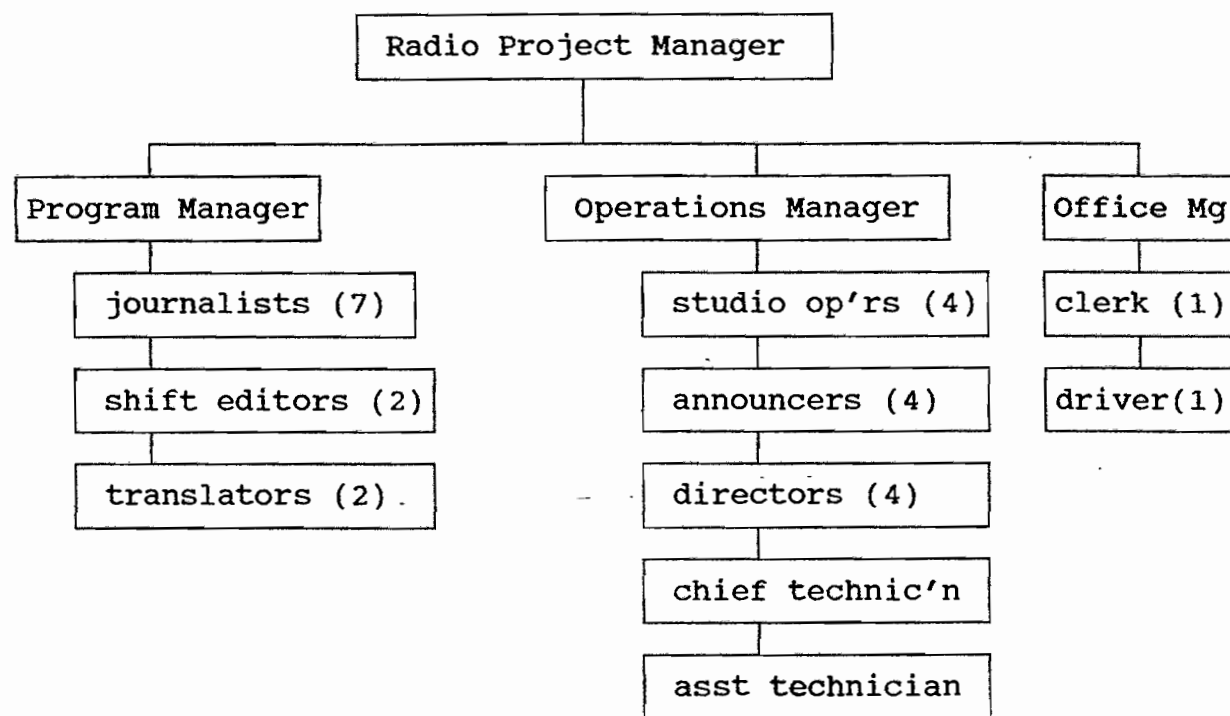 Radio Project Manager
Program Manager
journalists (7)
shift editors (2)
translators (2)
Operations Manager
studio op'rs (4)
announcers (4)
directors (4)
chief technic'n
asst technician
Office Mg
clerk (1)
driver(1)